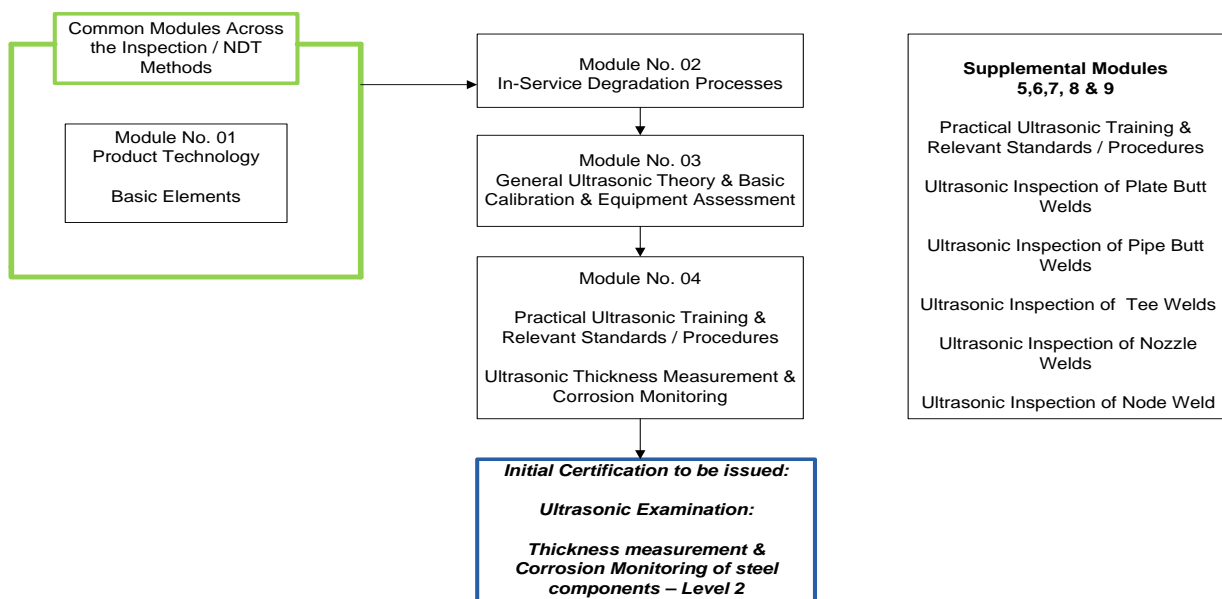 Common Modules Across
the Inspection / NDT
Methods
Module No. 01
Product Technology
Basic Elements
Module No. 02
In-Service Degradation Processes
Module No. 03
General Ultrasonic Theory & Basic
Calibration & Equipment Assessment
Module No. 04
Practical Ultrasonic Training &
Relevant Standards / Procedures
Ultrasonic Thickness Measurement &
Corrosion Monitoring
Initial Certification to be issued:
Ultrasonic Examination:
Thickness measurement &
Corrosion Monitoring of steel
components – Level 2
Supplemental Modules
5,6,7, 8 & 9
Practical Ultrasonic Training &
Relevant Standards / Procedures
Ultrasonic Inspection of Plate Butt
Welds
Ultrasonic Inspection of Pipe Butt
Welds
Ultrasonic Inspection of Tee Welds
Ultrasonic Inspection of Nozzle
Welds
Ultrasonic Inspection of Node Weld